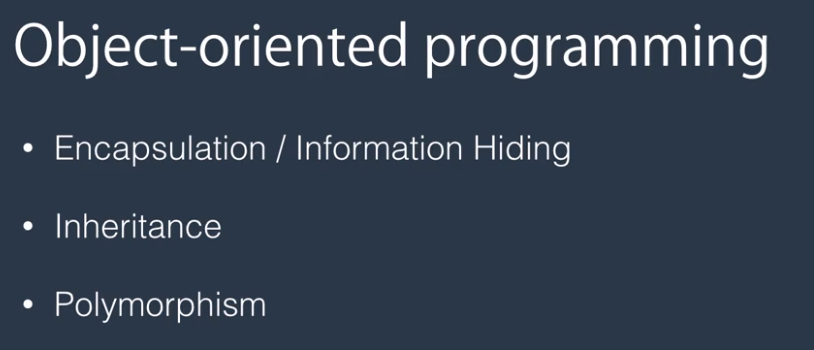 Object-oriented programming
• Encapsulation / Information Hiding
• Inheritance
• Polymorphism